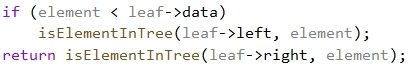 if (element < leaf->data)
    isElementInTree(leaf->left, element);
return isElementInTree(leaf->right, element);